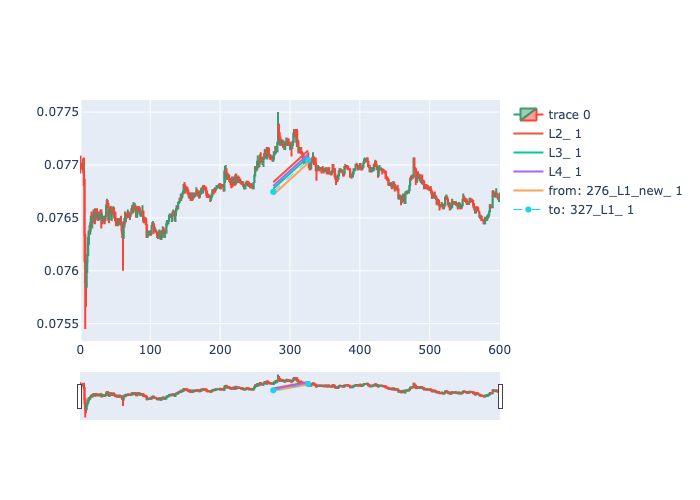 0.0775
0.077
0.0765
0.076
0.0755
0 100 200 300 400 500 600
trace 0
L2_ 1
L3_ 1
L4_ 1
from: 276_L1_new_ 1
to: 327_L1_ 1